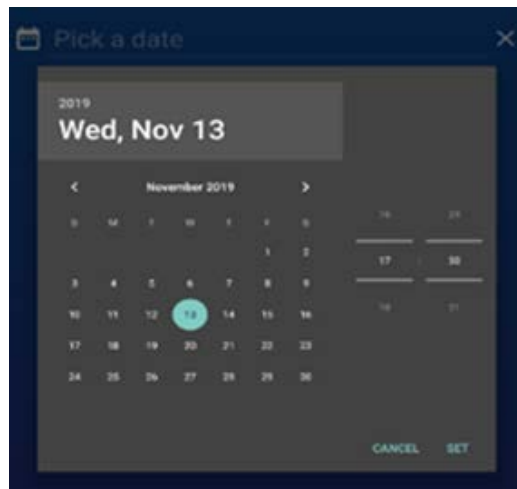 Pick a date
2019
Wed, Nov 13
November 2019
S M T W T F S
1 2
3 4 5 6 7 8 9
10 11 12 13 14 15 16
17 18 19 20 21 22 23
24 25 26 27 28 29 30
17 : 30
CANCEL SET